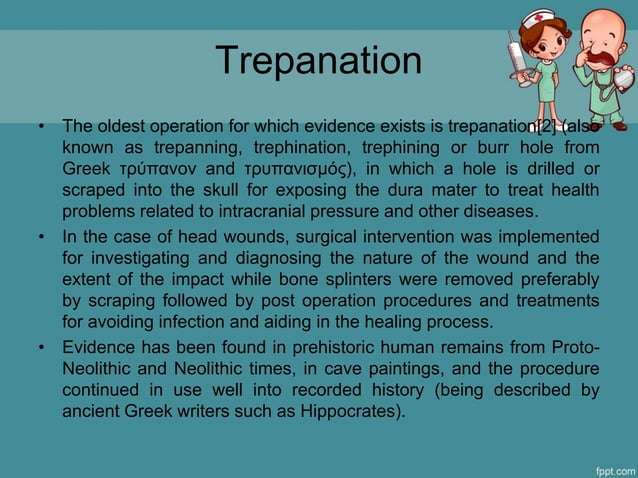 Trepanation
• The oldest operation for which evidence exists is trepanation[2] (also
known as trepanning, trephination, trephining or burr hole from
Greek τρύπανον and τρυπανισμός), in which a hole is drilled or
scraped into the skull for exposing the dura mater to treat health
problems related to intracranial pressure and other diseases.
• In the case of head wounds, surgical intervention was implemented
for investigating and diagnosing the nature of the wound and the
extent of the impact while bone splinters were removed preferably
by scraping followed by post operation procedures and treatments
for avoiding infection and aiding in the healing process.
• Evidence has been found in prehistoric human remains from Proto-
Neolithic and Neolithic times, in cave paintings, and the procedure
continued in use well into recorded history (being described by
ancient Greek writers such as Hippocrates).
fppt.com